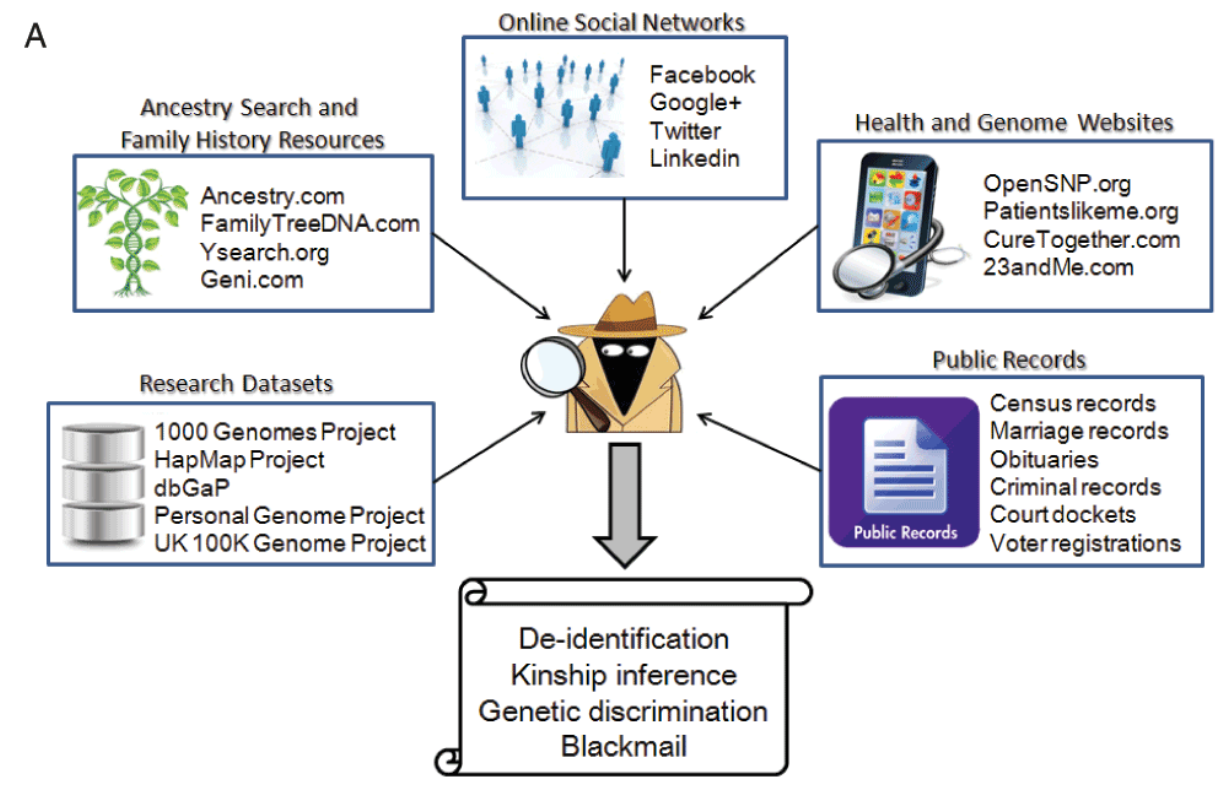 A
Online Social Networks
Facebook
Google+
Twitter
Linkedin
Ancestry Search and
Family History Resources
Ancestry.com
FamilyTreeDNA.com
Ysearch.org
Geni.com
Health and Genome Websites
OpenSNP.org
Patientslikeme.org
CureTogether.com
23andMe.com
Research Datasets
1000 Genomes Project
HapMap Project
dbGaP
Personal Genome Project
UK 100K Genome Project
Public Records
Public Records
Census records
Marriage records
Obituaries
Criminal records
Court dockets
Voter registrations
De-identification
Kinship inference
Genetic discrimination
Blackmail